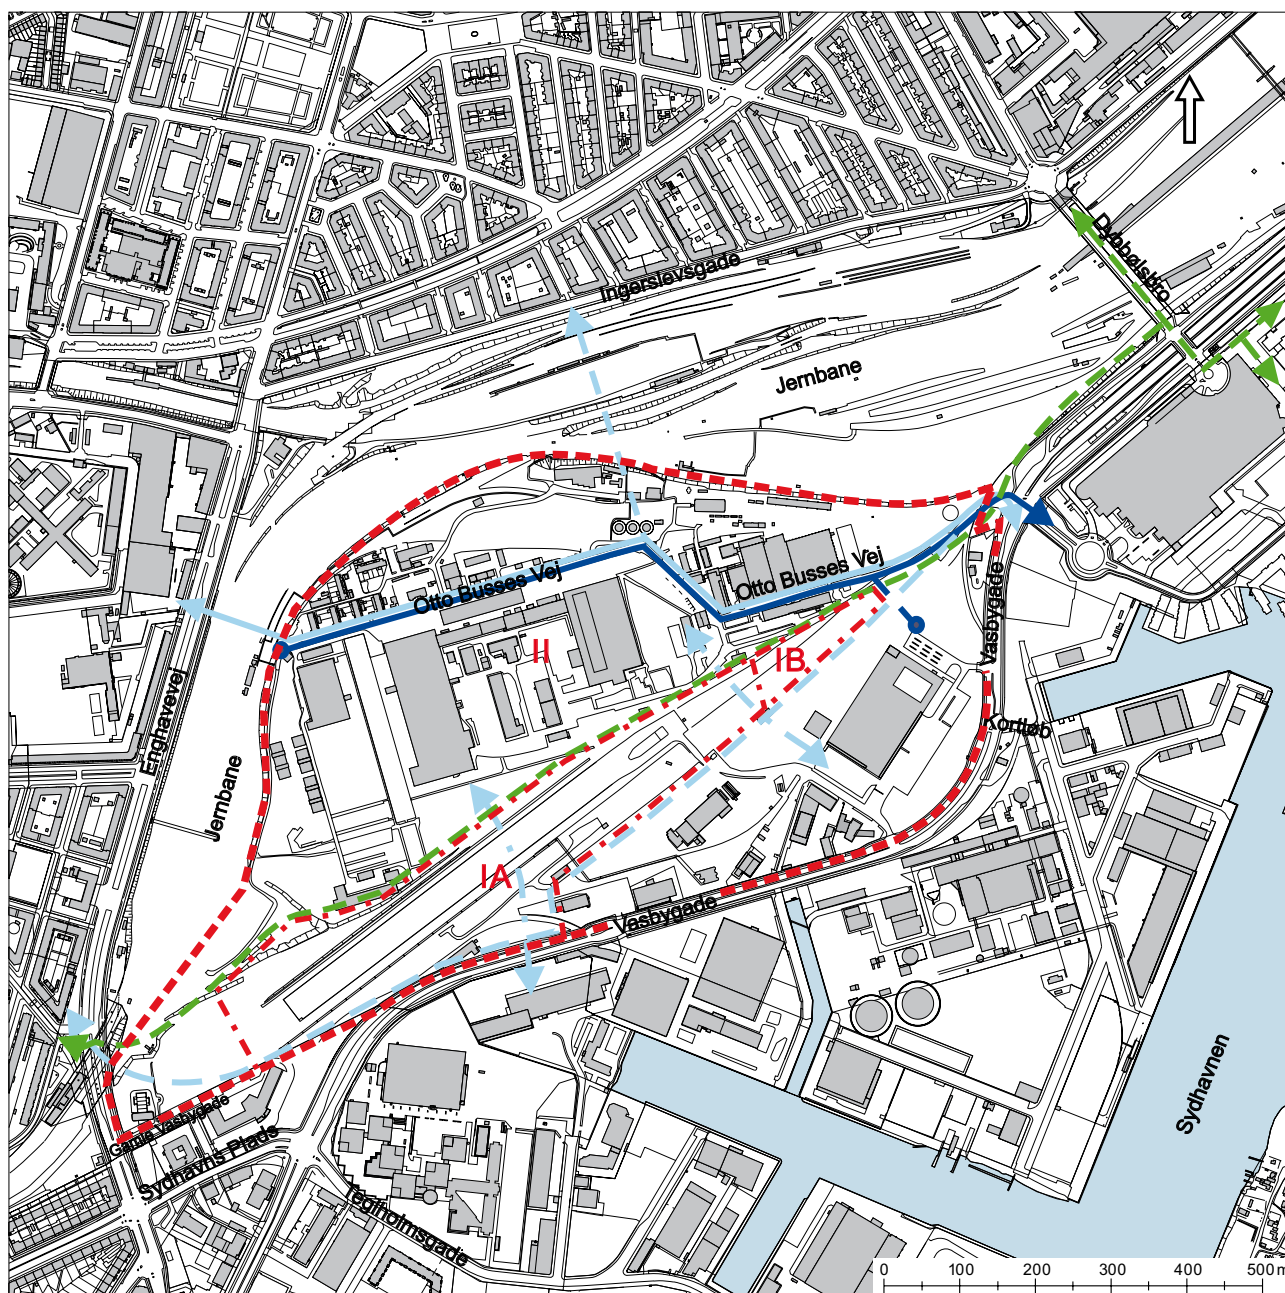 Dybbølsbro
Ingerslevsgade
Jernbane
Otto Busses Vej
Otto Busses Vej
II
IB
Vasbygade
Enghavevej
Kortløb
Jernbane
IA
Vasbygade
Sydhavnen
Gamle Vasbygade
Sydhavns Plads
Teglholmsgade
0 100 200 300 400 500 m